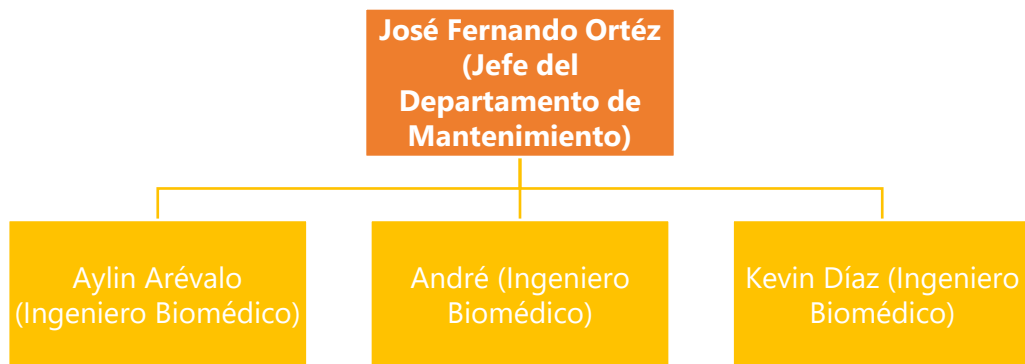 José Fernando Ortéz
(Jefe del
Departamento de
Mantenimiento)
Aylin Arévalo
(Ingeniero Biomédico)
André (Ingeniero
Biomédico)
Kevin Díaz (Ingeniero
Biomédico)